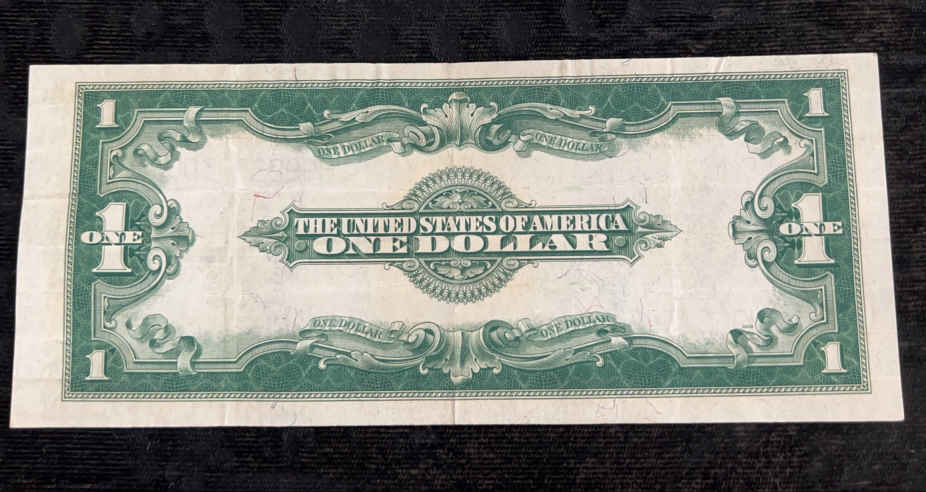 1 1
ONE DOLLAR ONE DOLLAR
THE UNITED STATES OF AMERICA
ONE DOLLAR
1 ONE 1 ONE
ONE DOLLAR ONE DOLLAR
1 1